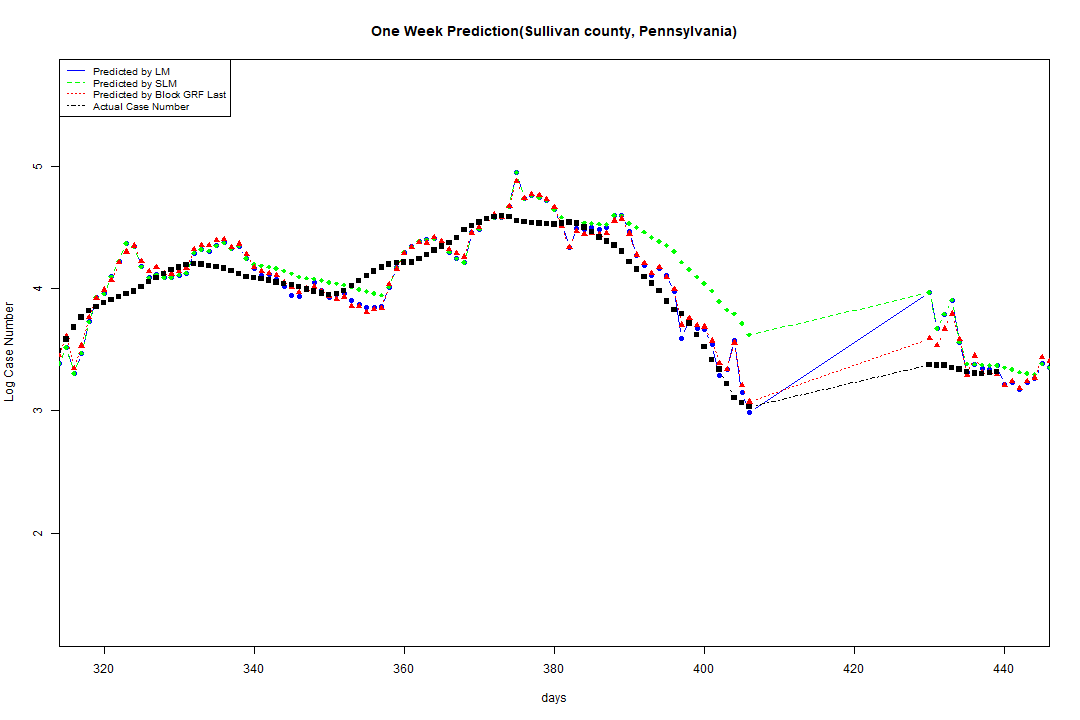 One Week Prediction(Sullivan county, Pennsylvania)
Predicted by LM
Predicted by SLM
Predicted by Block GRF Last
Actual Case Number
Log Case Number
5
4
3
2
320 340 360 380 400 420 440
days